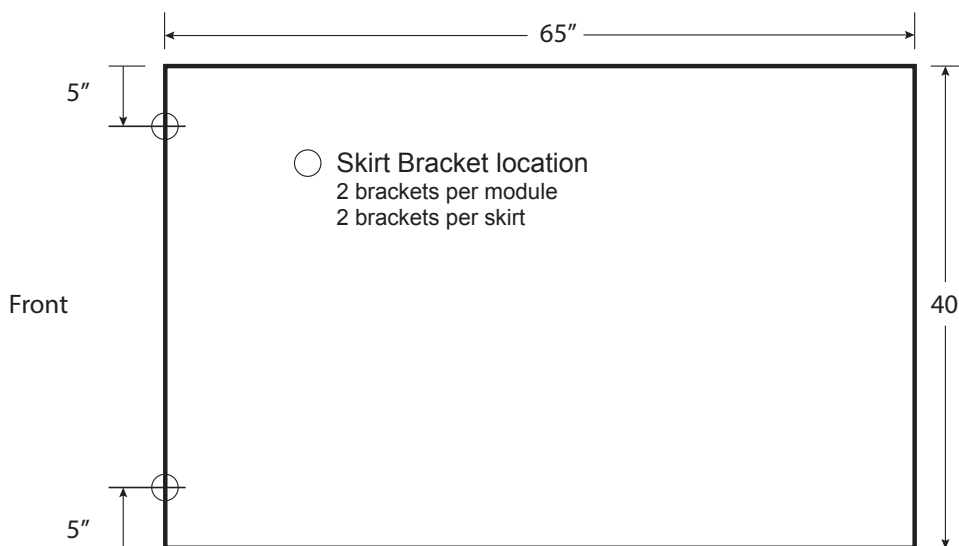 65”
5”
Skirt Bracket location
2 brackets per module
2 brackets per skirt
Front
40
5”